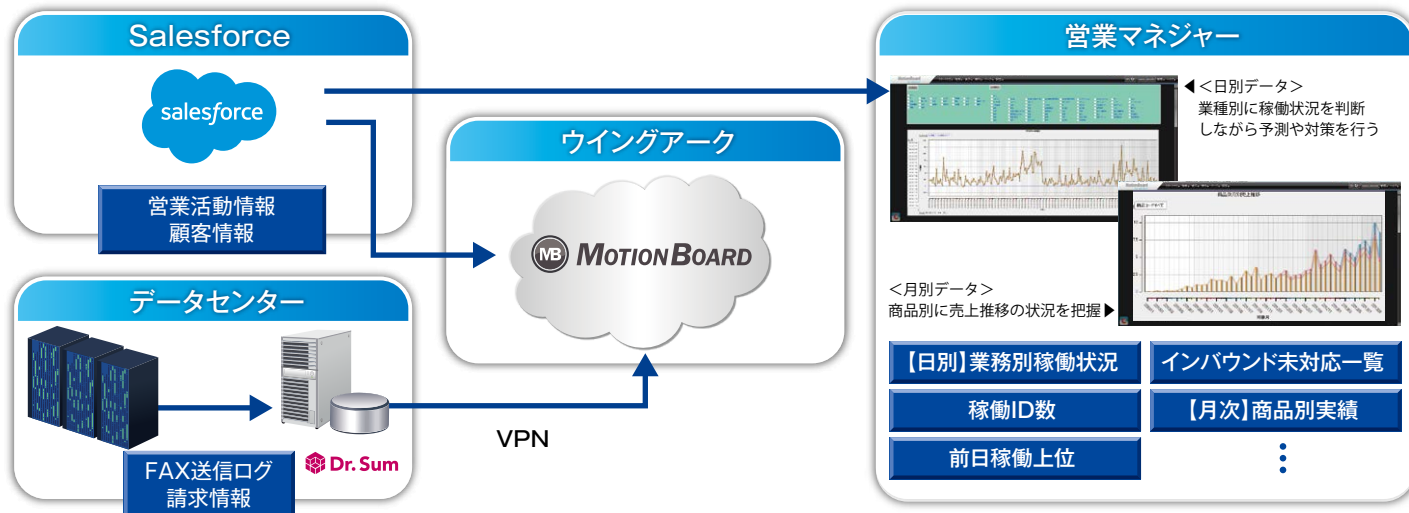 Salesforce
salesforce
営業活動情報
顧客情報
データセンター
Dr. Sum
FAX送信ログ
請求情報
VPN
ウイングアーク
MB MOTIONBOARD
営業マネジャー
◀<日別データ>
業種別に稼働状況を判断
しながら予測や対策を行う
<月別データ>
商品別に売上推移の状況を把握▶
【日別】業務別稼働状況
インバウンド未対応一覧
稼働ID数
【月次】商品別実績
前日稼働上位